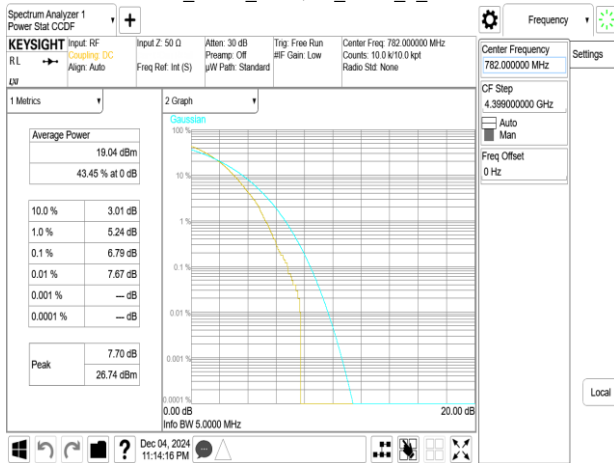 Spectrum Analyzer 1
Power Stat CCDF
Frequency
KEYSIGHT
RL
LXI
Input: RF
Coupling: DC
Align: Auto
Input Z: 50 Ω
Freq Ref: Int (S)
Atten: 30 dB
Preamp: Off
µW Path: Standard
Trig: Free Run
#IF Gain: Low
Center Freq: 782.000000 MHz
Counts: 10.0 k/10.0 kpt
Radio Std: None
Center Frequency
782.000000 MHz
Settings
CF Step
4.399000000 GHz
Auto
Man
Freq Offset
0 Hz
Local
1 Metrics
Average Power
19.04 dBm
43.45 % at 0 dB
10.0 % 3.01 dB
1.0 % 5.24 dB
0.1 % 6.79 dB
0.01 % 7.67 dB
0.001 % --- dB
0.0001 % --- dB
Peak
7.70 dB
26.74 dBm
2 Graph
Gaussian
100 %
10 %
1 %
0.1 %
0.01 %
0.001 %
0.0001 %
0.00 dB 20.00 dB
Info BW 5.0000 MHz
?
Dec 04, 2024
11:14:16 PM